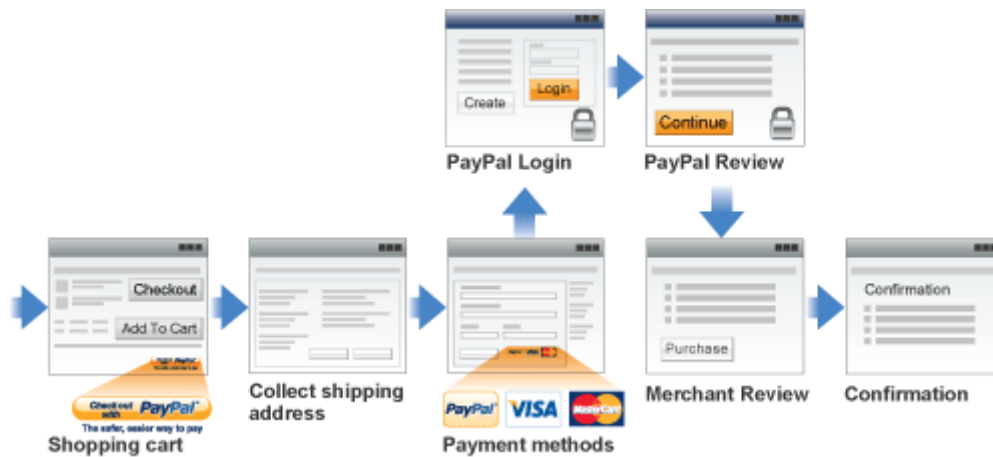 Login
Create
PayPal Login
Continue
PayPal Review
Checkout
Add To Cart
Checkout
with PayPal
The safer, easier way to pay
Shopping cart
Collect shipping
address
PayPal VISA MasterCard
Payment methods
Purchase
Merchant Review
Confirmation
Confirmation